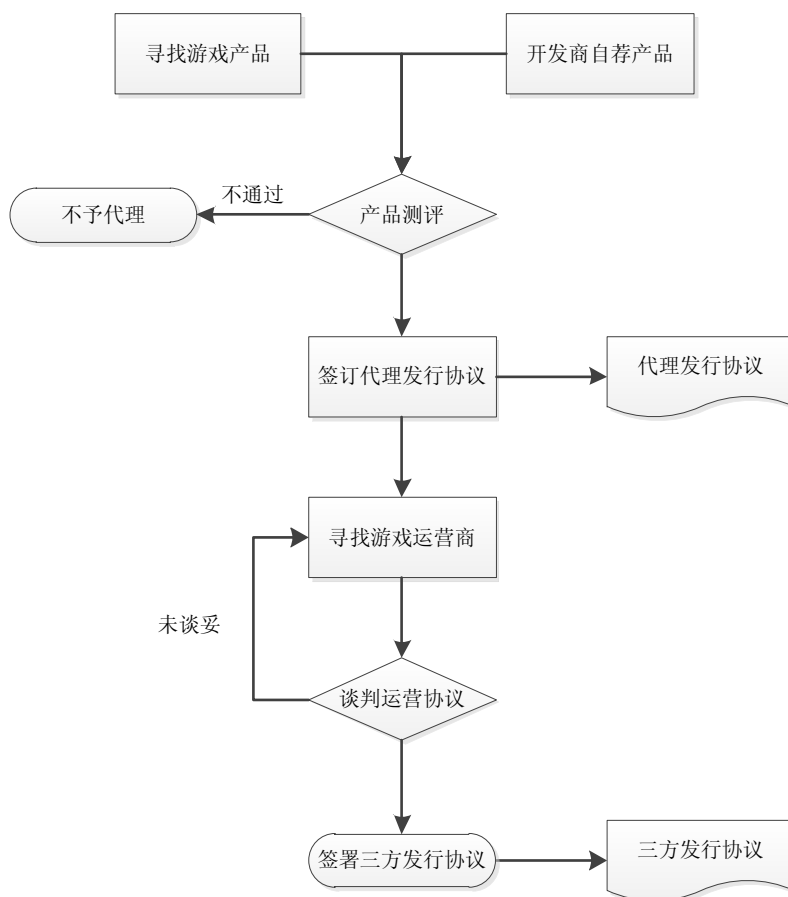 寻找游戏产品
开发商自荐产品
不通过
不予代理
产品测评
签订代理发行协议
代理发行协议
寻找游戏运营商
未谈妥
谈判运营协议
签署三方发行协议
三方发行协议